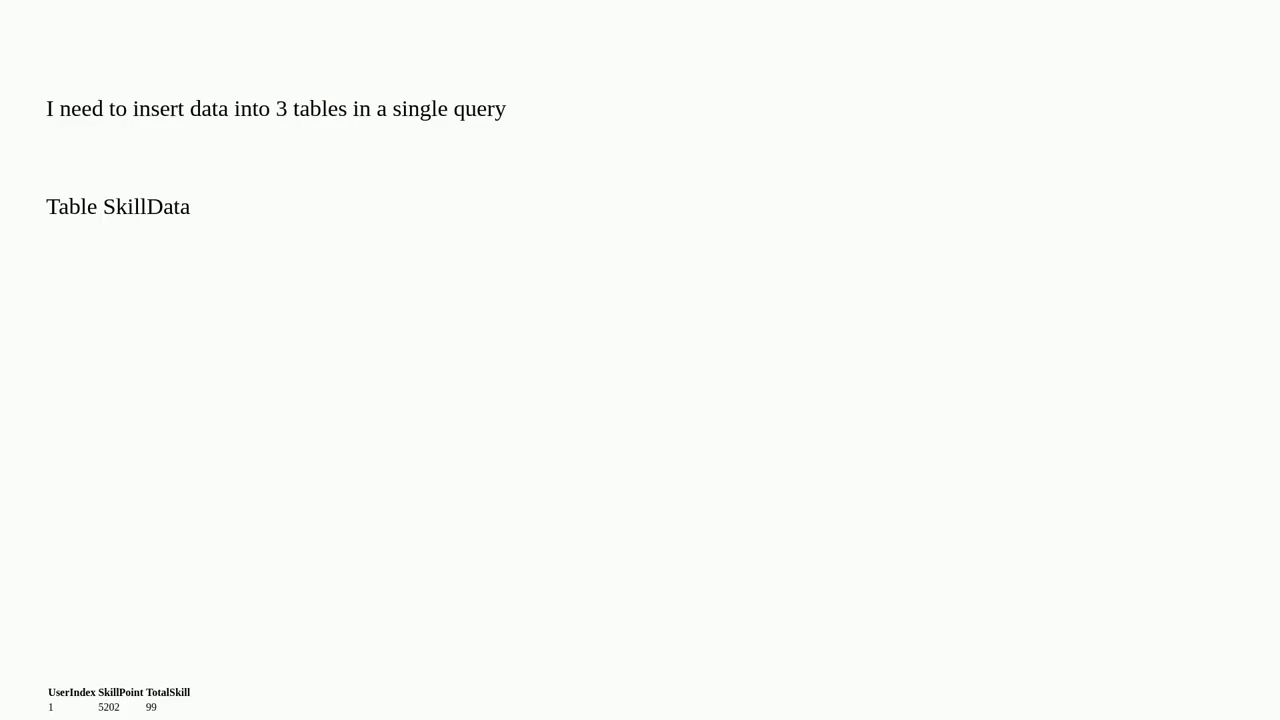 I need to insert data into 3 tables in a single query
Table SkillData
UserIndex SkillPoint TotalSkill
1 5202 99